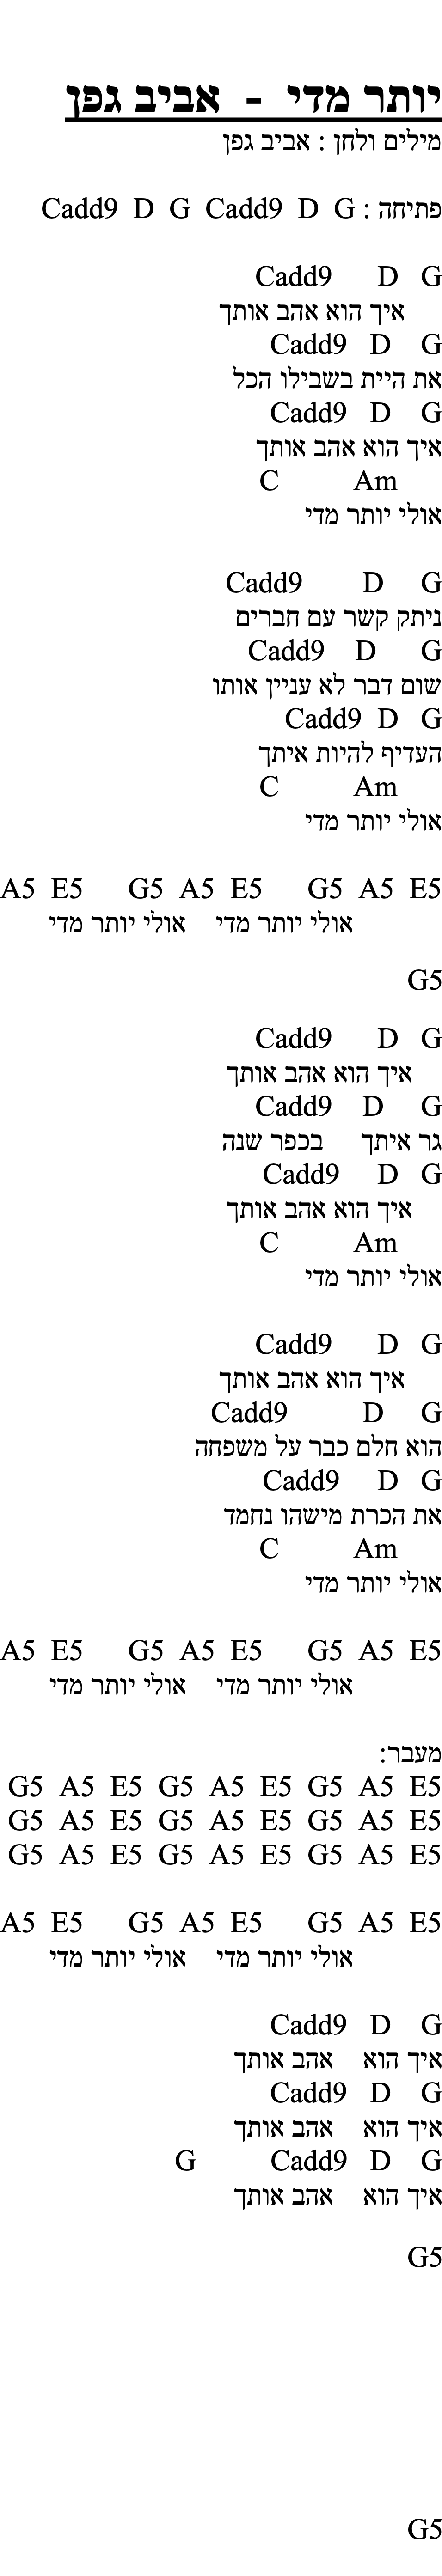 יותר מדי - אביב גפן
מילים ולחן : אביב גפן
פתיחה : G D Cadd9 G D Cadd9
G D Cadd9
איך הוא אהב אותך
G D Cadd9
את היית בשבילו הכל
G D Cadd9
איך הוא אהב אותך
Am C
אולי יותר מדי
G D Cadd9
ניתק קשר עם חברים
G D Cadd9
שום דבר לא עניין אותו
G D Cadd9
העדיף להיות איתך
Am C
אולי יותר מדי
E5 A5 G5 E5 A5 G5 E5 A5
אולי יותר מדי אולי יותר מדי
G5
G D Cadd9
איך הוא אהב אותך
G D Cadd9
גר איתך בכפר שנה
G D Cadd9
איך הוא אהב אותך
Am C
אולי יותר מדי
G D Cadd9
איך הוא אהב אותך
G D Cadd9
הוא חלם כבר על משפחה
G D Cadd9
את הכרת מישהו נחמד
Am C
אולי יותר מדי
E5 A5 G5 E5 A5 G5 E5 A5
אולי יותר מדי אולי יותר מדי
מעבר:
E5 A5 G5 E5 A5 G5 E5 A5 G5
E5 A5 G5 E5 A5 G5 E5 A5 G5
E5 A5 G5 E5 A5 G5 E5 A5 G5
E5 A5 G5 E5 A5 G5 E5 A5
אולי יותר מדי אולי יותר מדי
G D Cadd9
איך הוא אהב אותך
G D Cadd9
איך הוא אהב אותך
G D Cadd9 G
איך הוא אהב אותך
G5
G5